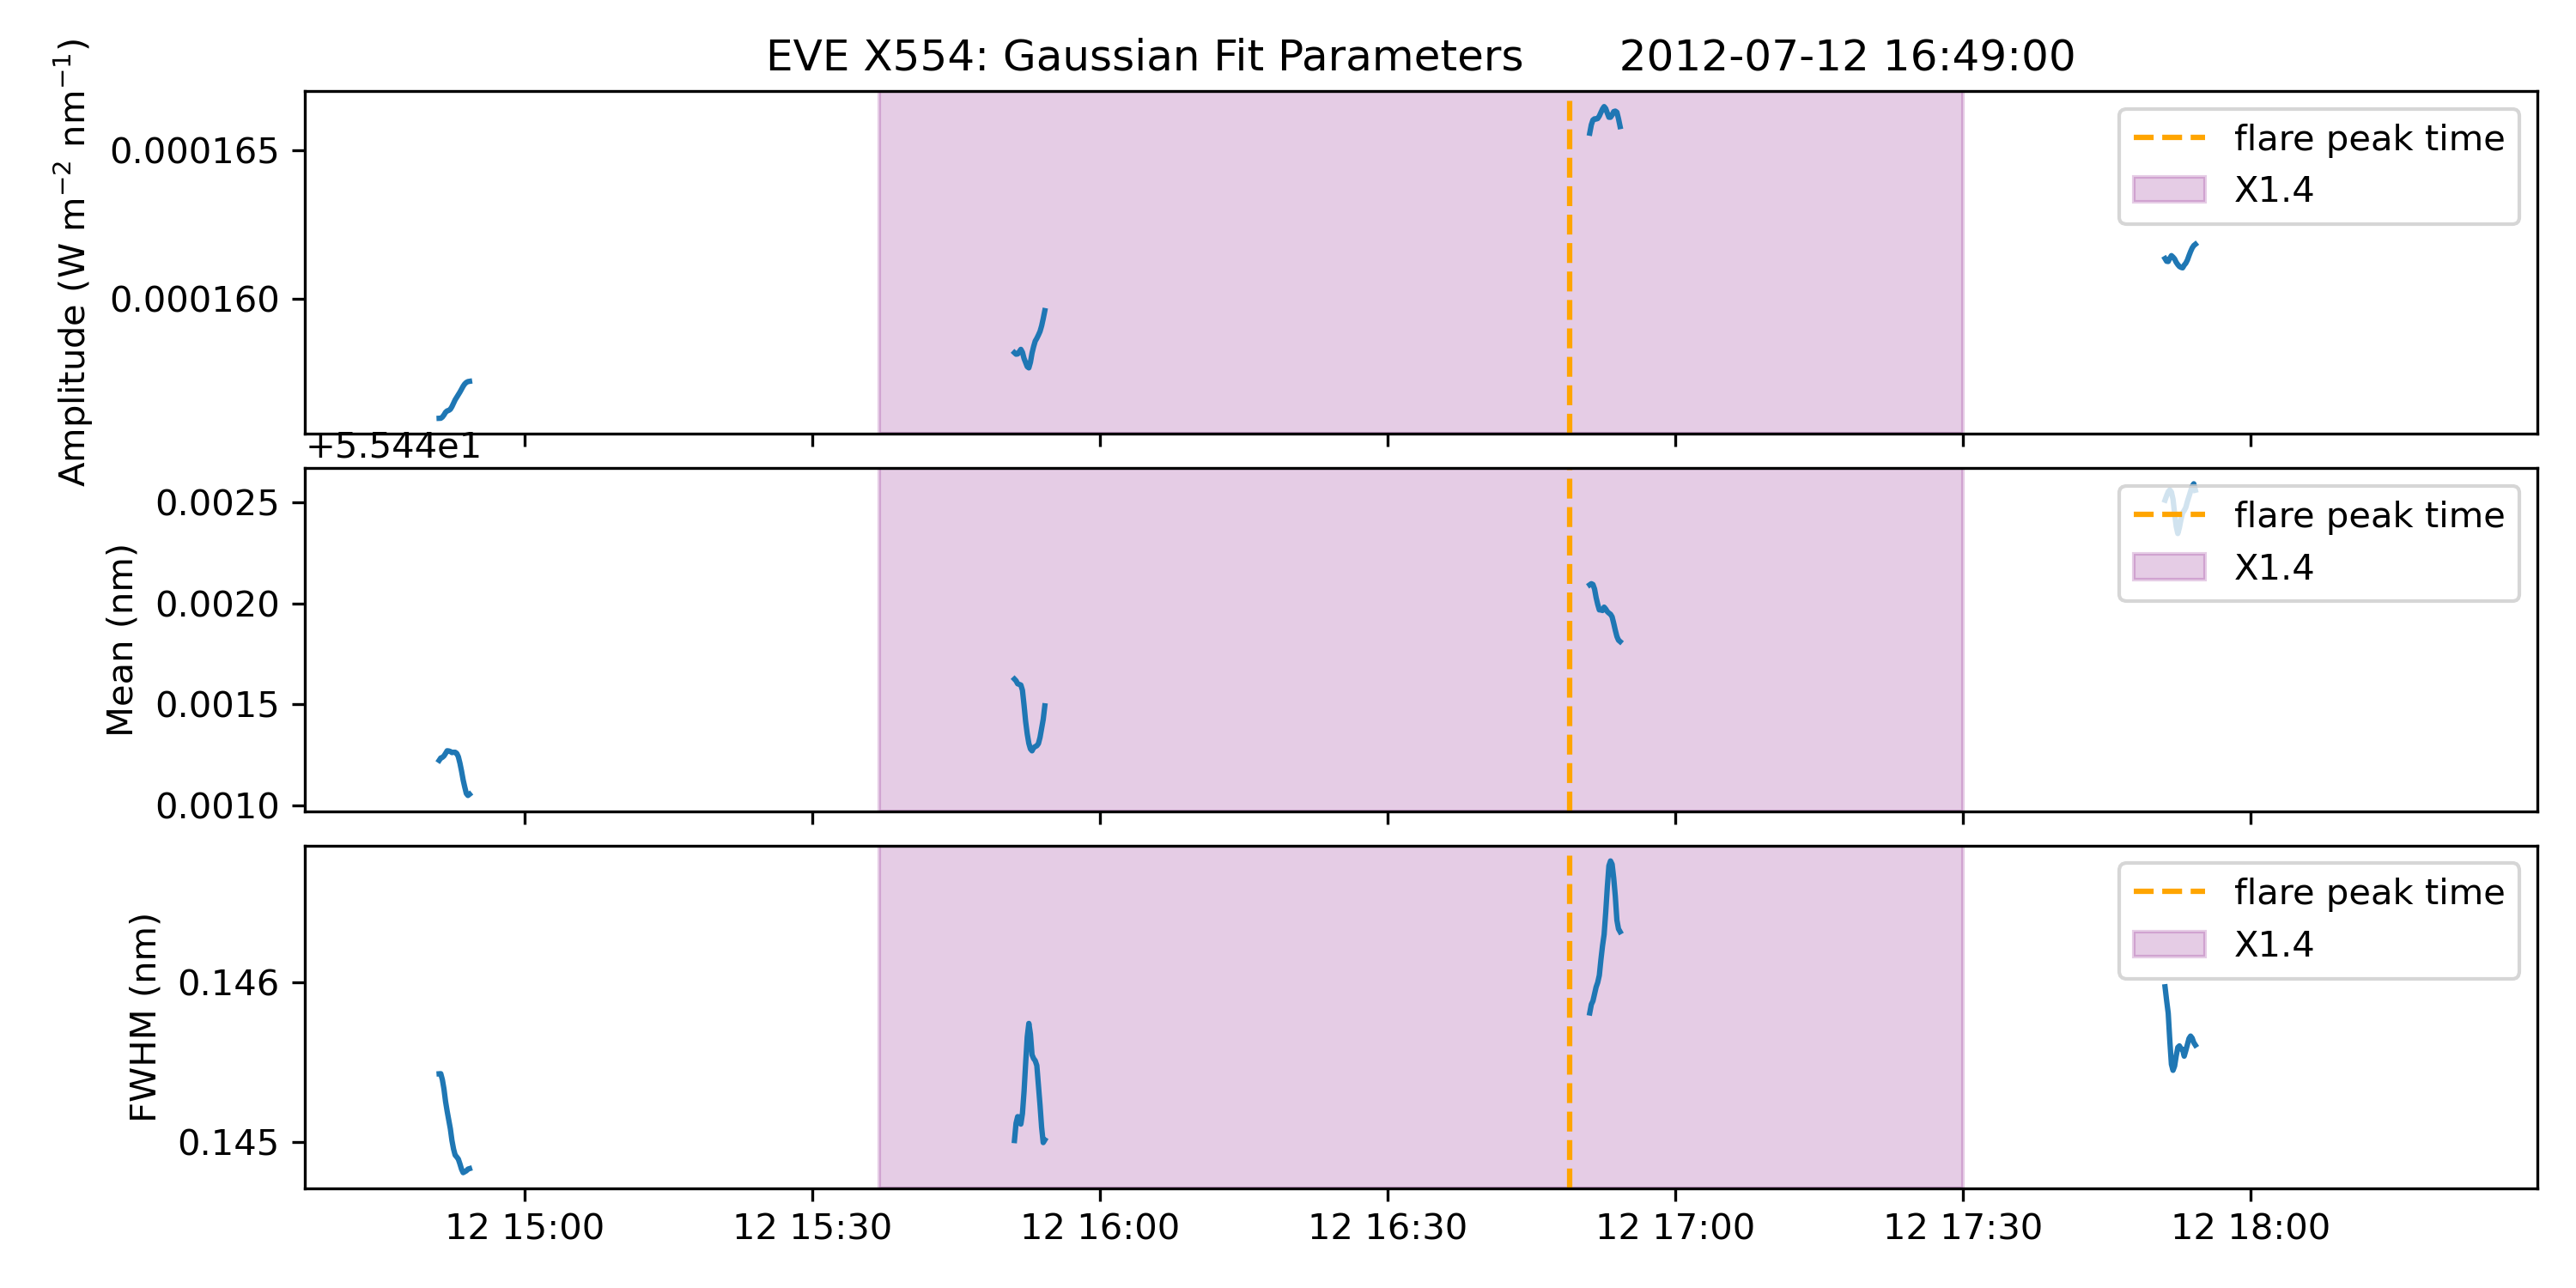 EVE X554: Gaussian Fit Parameters 2012-07-12 16:49:00
Amplitude (W m⁻² nm⁻¹)
0.000165
0.000160
flare peak time
X1.4
+5.544e1
Mean (nm)
0.0025
0.0020
0.0015
0.0010
flare peak time
X1.4
FWHM (nm)
0.146
0.145
flare peak time
X1.4
12 15:00 12 15:30 12 16:00 12 16:30 12 17:00 12 17:30 12 18:00